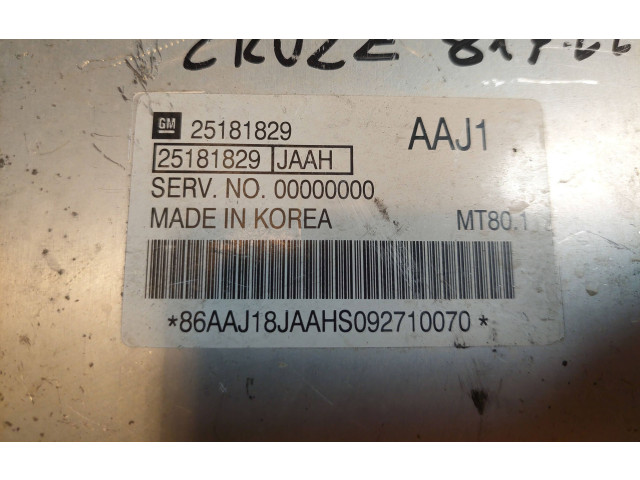 CRUZE
GM 25181829 AAJ1
25181829 JAAH
SERV. NO. 00000000
MADE IN KOREA MT80.1
*86AAJ18JAAHS092710070*